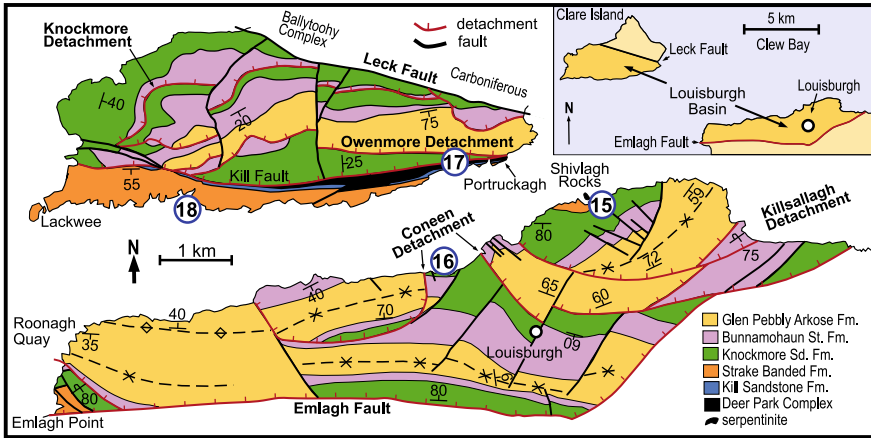 Knockmore
Detachment
Ballytoohy
Complex
detachment
fault
Leck Fault
Carboniferous
40
20
75
Owenmore Detachment
25
17
55
Kill Fault
Portruckagh
18
Lackwee
N
1 km
Clare Island
5 km
Clew Bay
Leck Fault
Louisburgh
Basin
Louisburgh
N
Emlagh Fault
Shivlagh
Rocks
15
59
Killsallagh
Detachment
80
72
75
Coneen
Detachment
16
65
60
40
70
40
Roonagh
Quay
35
Louisburgh
60
80
80
Emlagh Fault
Emlagh Point
Glen Pebbly Arkose Fm.
Bunnamohaun St. Fm.
Knockmore Sd. Fm.
Strake Banded Fm.
Kill Sandstone Fm.
Deer Park Complex
serpentinite